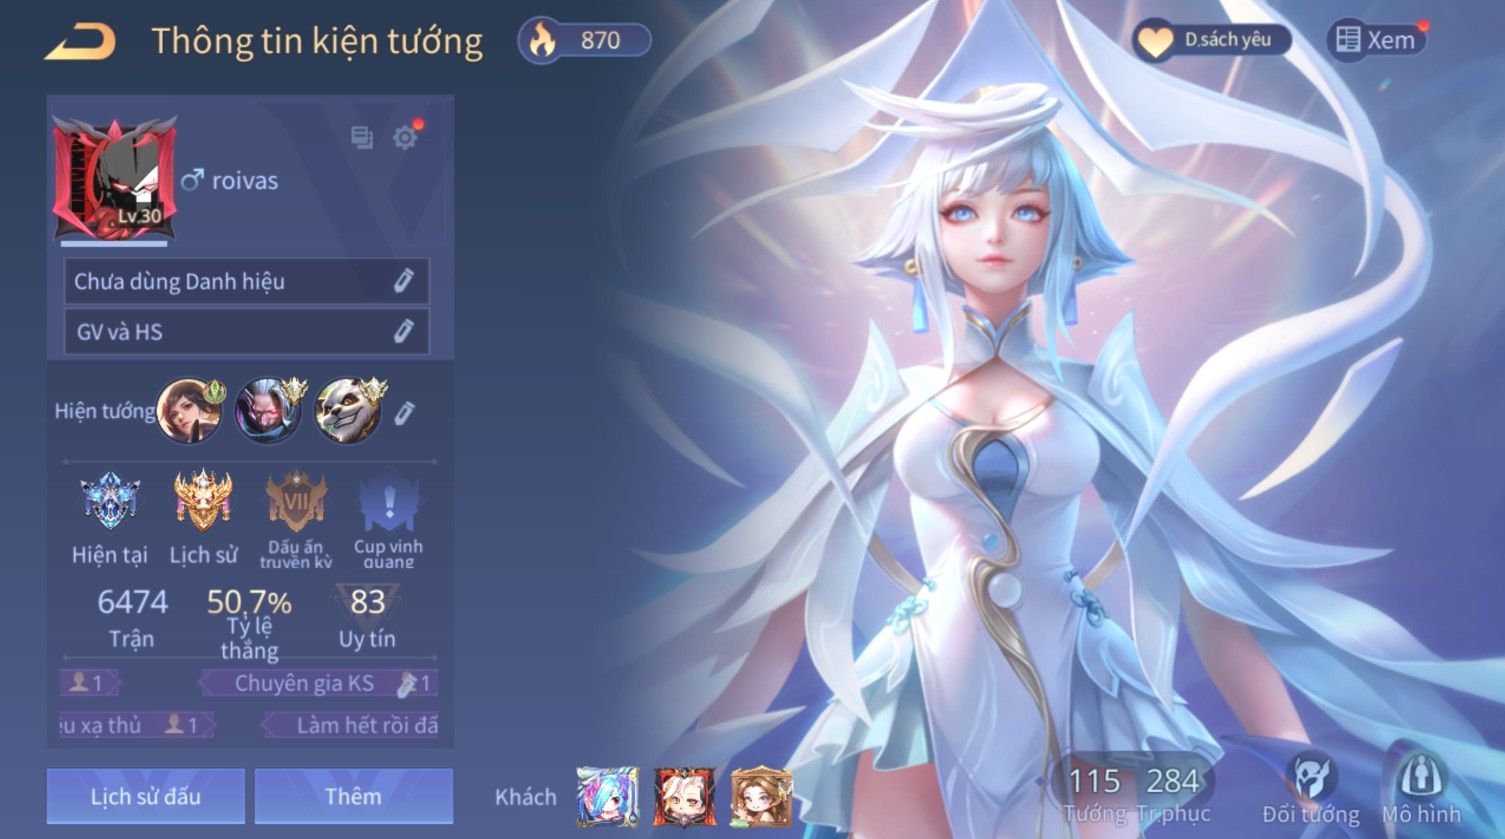 Thông tin kiện tướng
870
D.sách yêu
Xem
Lv.30
roivas
Chưa dùng Danh hiệu
GV và HS
Hiện tướng
VII
Hiện tại
Lịch sử
Dấu ấn
truyền kỳ
Cup vinh
quang
6474
50,7%
83
Trận
Tỷ lệ
thắng
Uy tín
1
Chuyên gia KS
1
xạ thủ
1
Làm hết rồi
Lịch sử đấu
Thêm
Khách
115
284
Tướng
Tr.phục
Đổi tướng
Mô hình